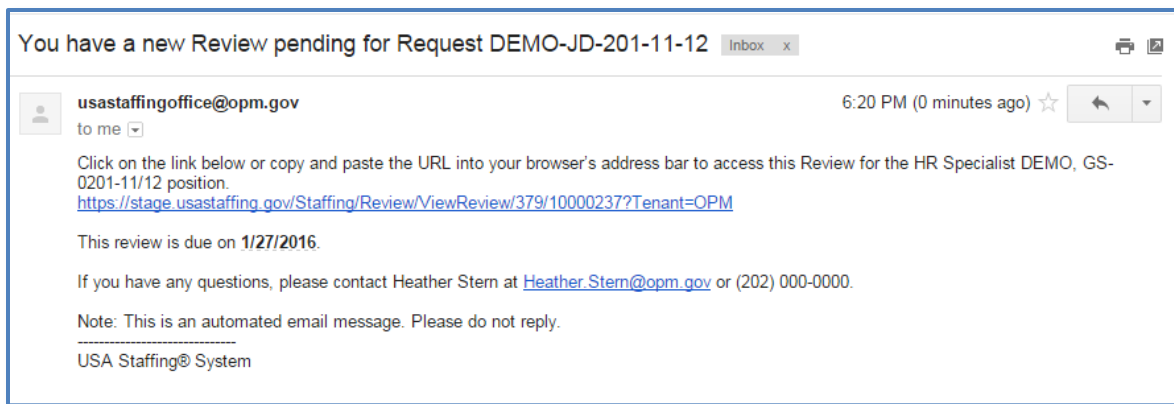 You have a new Review pending for Request DEMO-JD-201-11-12 Inbox x
usastaffingoffice@opm.gov 6:20 PM (0 minutes ago)
to me
Click on the link below or copy and paste the URL into your browser's address bar to access this Review for the HR Specialist DEMO, GS-
0201-11/12 position.
https://stage.usastaffing.gov/Staffing/Review/ViewReview/379/10000237?Tenant=OPM
This review is due on 1/27/2016.
If you have any questions, please contact Heather Stern at Heather.Stern@opm.gov or (202) 000-0000.
Note: This is an automated email message. Please do not reply.
------------------------------
USA Staffing® System